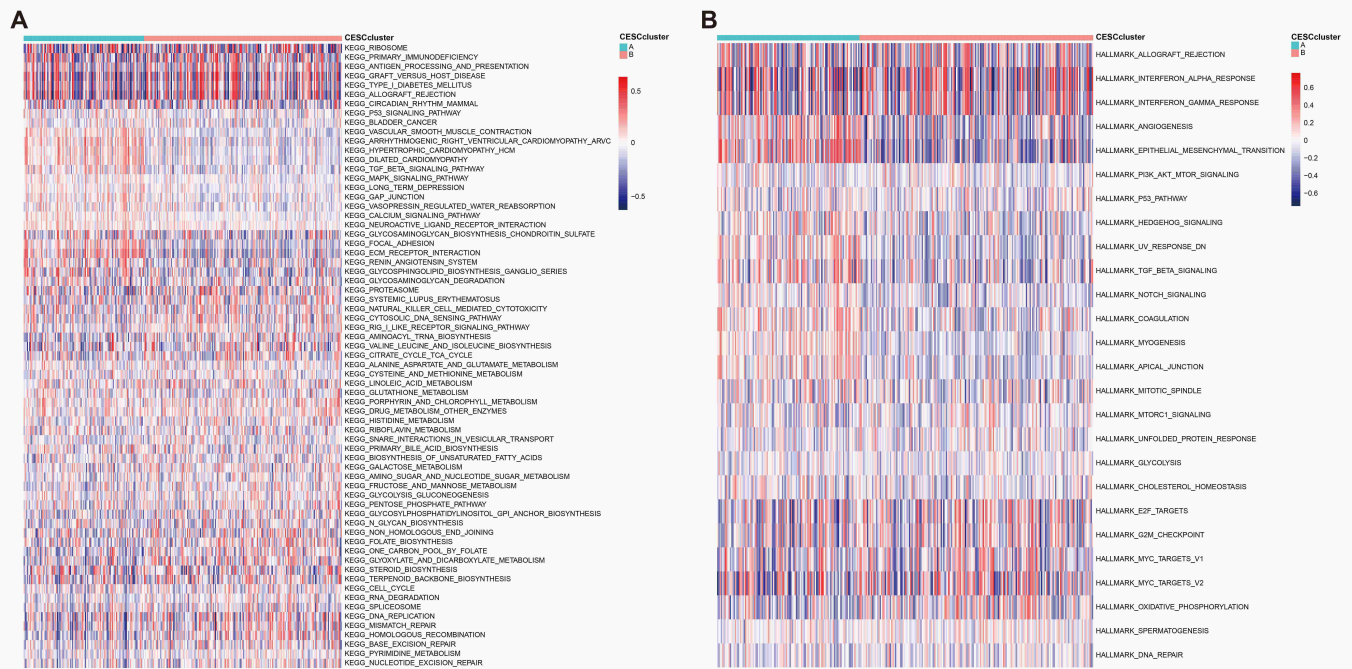 A
CESCcluster
KEGG_RIBOSOME
KEGG_PRIMARY_IMMUNODEFICIENCY
KEGG_ANTIGEN_PROCESSING_AND_PRESENTATION
KEGG_GRAFT_VERSUS_HOST_DISEASE
KEGG_TYPE_I_DIABETES_MELLITUS
KEGG_ALLOGRAFT_REJECTION
KEGG_CIRCADIAN_RHYTHM_MAMMAL
KEGG_P53_SIGNALING_PATHWAY
KEGG_BLADDER_CANCER
KEGG_VASCULAR_SMOOTH_MUSCLE_CONTRACTION
KEGG_ARRHYTHMOGENIC_RIGHT_VENTRICULAR_CARDIOMYOPATHY_ARVC
KEGG_HYPERTROPHIC_CARDIOMYOPATHY_HCM
KEGG_DILATED_CARDIOMYOPATHY
KEGG_TGF_BETA_SIGNALING_PATHWAY
KEGG_MAPK_SIGNALING_PATHWAY
KEGG_LONG_TERM_DEPRESSION
KEGG_GAP_JUNCTION
KEGG_VASOPRESSIN_REGULATED_WATER_REABSORPTION
KEGG_CALCIUM_SIGNALING_PATHWAY
KEGG_NEUROACTIVE_LIGAND_RECEPTOR_INTERACTION
KEGG_GLYCOSAMINOGLYCAN_BIOSYNTHESIS_CHONDROITIN_SULFATE
KEGG_FOCAL_ADHESION
KEGG_ECM_RECEPTOR_INTERACTION
KEGG_RENIN_ANGIOTENSIN_SYSTEM
KEGG_GLYCOSPHINGOLIPID_BIOSYNTHESIS_GANGLIO_SERIES
KEGG_GLYCOSAMINOGLYCAN_DEGRADATION
KEGG_PROTEASOME
KEGG_SYSTEMIC_LUPUS_ERYTHEMATOSUS
KEGG_NATURAL_KILLER_CELL_MEDIATED_CYTOTOXICITY
KEGG_CYTOSOLIC_DNA_SENSING_PATHWAY
KEGG_RIG_I_LIKE_RECEPTOR_SIGNALING_PATHWAY
KEGG_AMINOACYL_TRNA_BIOSYNTHESIS
KEGG_VALINE_LEUCINE_AND_ISOLEUCINE_BIOSYNTHESIS
KEGG_CITRATE_CYCLE_TCA_CYCLE
KEGG_ALANINE_ASPARTATE_AND_GLUTAMATE_METABOLISM
KEGG_CYSTEINE_AND_METHIONINE_METABOLISM
KEGG_LINOLEIC_ACID_METABOLISM
KEGG_GLUTATHIONE_METABOLISM
KEGG_PORPHYRIN_AND_CHLOROPHYLL_METABOLISM
KEGG_DRUG_METABOLISM_OTHER_ENZYMES
KEGG_HISTIDINE_METABOLISM
KEGG_RIBOFLAVIN_METABOLISM
KEGG_SNARE_INTERACTIONS_IN_VESICULAR_TRANSPORT
KEGG_PRIMARY_BILE_ACID_BIOSYNTHESIS
KEGG_BIOSYNTHESIS_OF_UNSATURATED_FATTY_ACIDS
KEGG_GALACTOSE_METABOLISM
KEGG_AMINO_SUGAR_AND_NUCLEOTIDE_SUGAR_METABOLISM
KEGG_FRUCTOSE_AND_MANNOSE_METABOLISM
KEGG_GLYCOLYSIS_GLUCONEOGENESIS
KEGG_PENTOSE_PHOSPHATE_PATHWAY
KEGG_GLYCOSYLPHOSPHATIDYLINOSITOL_GPI_ANCHOR_BIOSYNTHESIS
KEGG_N_GLYCAN_BIOSYNTHESIS
KEGG_NON_HOMOLOGOUS_END_JOINING
KEGG_FOLATE_BIOSYNTHESIS
KEGG_ONE_CARBON_POOL_BY_FOLATE
KEGG_GLYOXYLATE_AND_DICARBOXYLATE_METABOLISM
KEGG_STEROID_BIOSYNTHESIS
KEGG_TERPENOID_BACKBONE_BIOSYNTHESIS
KEGG_CELL_CYCLE
KEGG_RNA_DEGRADATION
KEGG_SPLICEOSOME
KEGG_DNA_REPLICATION
KEGG_MISMATCH_REPAIR
KEGG_HOMOLOGOUS_RECOMBINATION
KEGG_BASE_EXCISION_REPAIR
KEGG_PYRIMIDINE_METABOLISM
KEGG_NUCLEOTIDE_EXCISION_REPAIR
CESCcluster
A
B
0.5
0
−0.5
B
CESCcluster
HALLMARK_ALLOGRAFT_REJECTION
HALLMARK_INTERFERON_ALPHA_RESPONSE
HALLMARK_INTERFERON_GAMMA_RESPONSE
HALLMARK_ANGIOGENESIS
HALLMARK_EPITHELIAL_MESENCHYMAL_TRANSITION
HALLMARK_PI3K_AKT_MTOR_SIGNALING
HALLMARK_P53_PATHWAY
HALLMARK_HEDGEHOG_SIGNALING
HALLMARK_UV_RESPONSE_DN
HALLMARK_TGF_BETA_SIGNALING
HALLMARK_NOTCH_SIGNALING
HALLMARK_COAGULATION
HALLMARK_MYOGENESIS
HALLMARK_APICAL_JUNCTION
HALLMARK_MITOTIC_SPINDLE
HALLMARK_MTORC1_SIGNALING
HALLMARK_UNFOLDED_PROTEIN_RESPONSE
HALLMARK_GLYCOLYSIS
HALLMARK_CHOLESTEROL_HOMEOSTASIS
HALLMARK_E2F_TARGETS
HALLMARK_G2M_CHECKPOINT
HALLMARK_MYC_TARGETS_V1
HALLMARK_MYC_TARGETS_V2
HALLMARK_OXIDATIVE_PHOSPHORYLATION
HALLMARK_SPERMATOGENESIS
HALLMARK_DNA_REPAIR
CESCcluster
A
B
0.6
0.4
0.2
0
−0.2
−0.4
−0.6